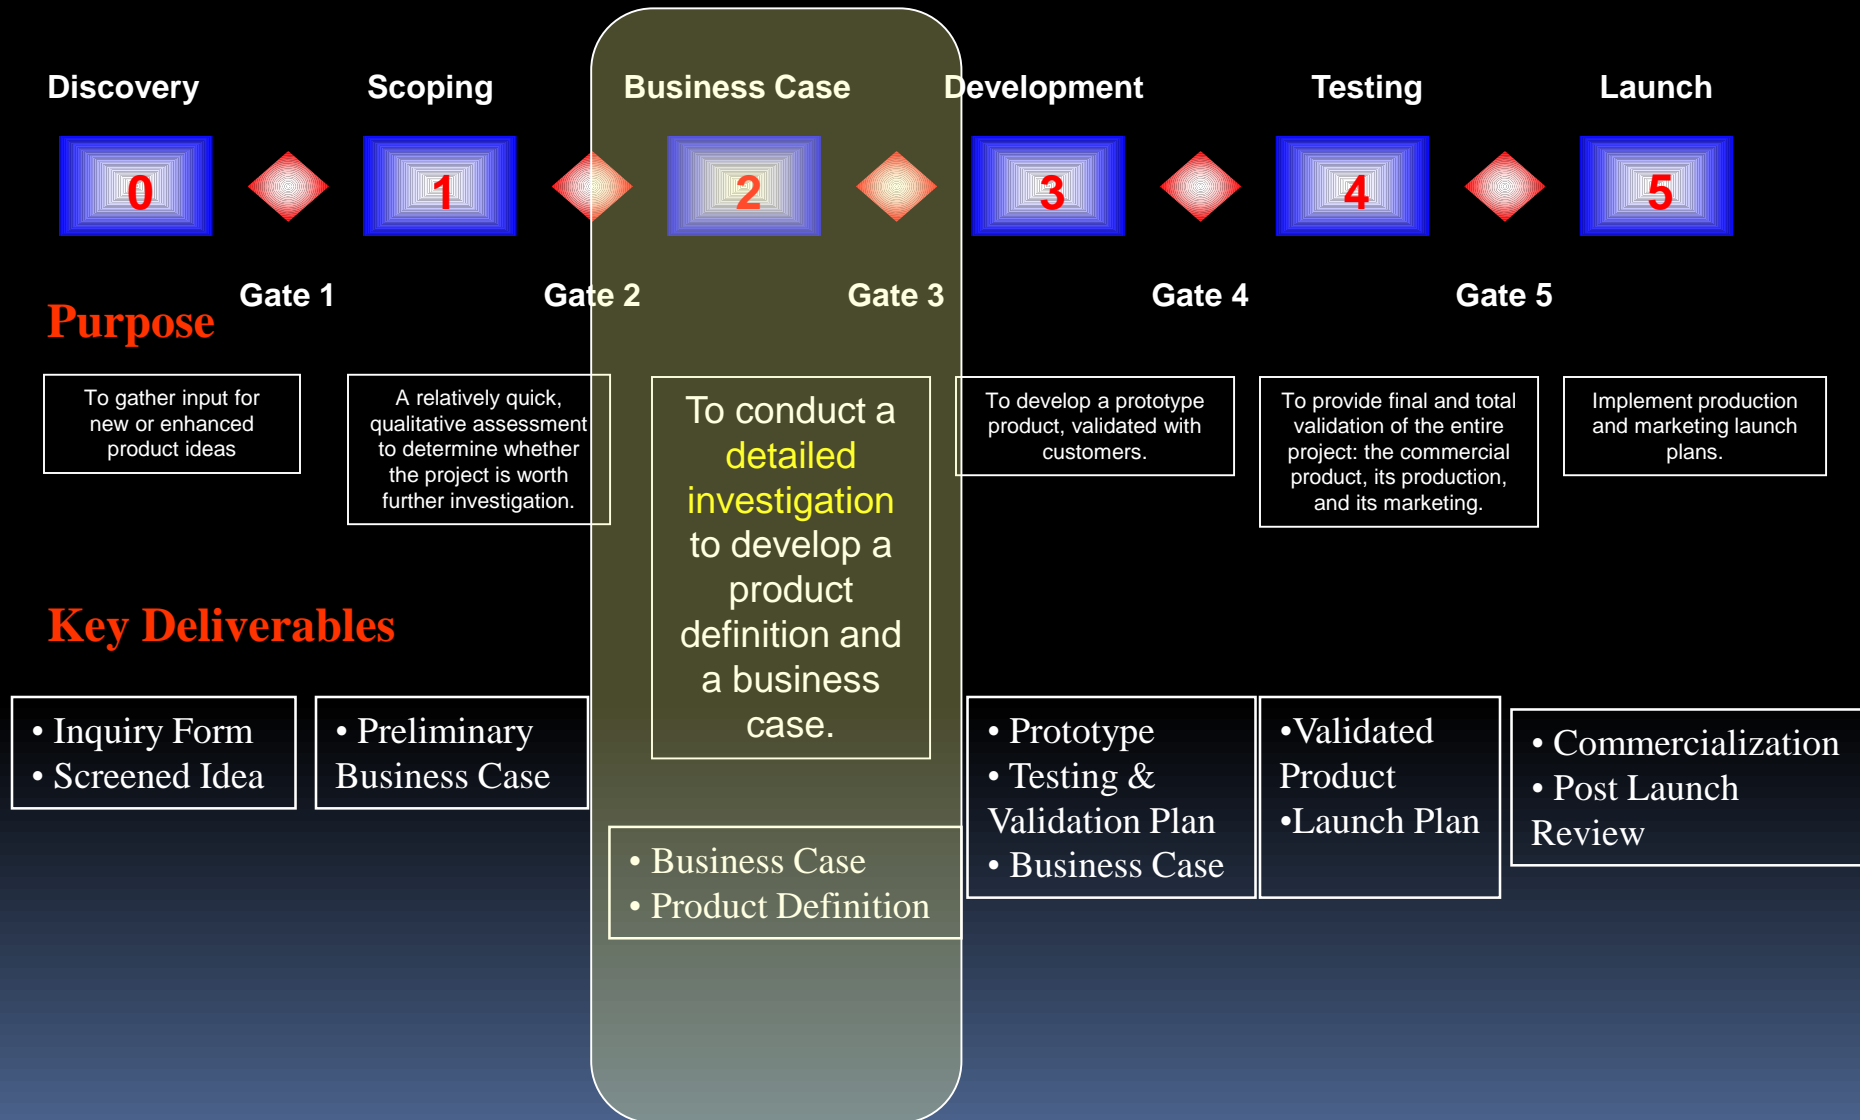 Discovery
Scoping
Business Case
Development
Testing
Launch
0
1
2
3
4
5
Gate 1
Gate 2
Gate 3
Gate 4
Gate 5
Purpose
To gather input for
new or enhanced
product ideas
A relatively quick,
qualitative assessment
to determine whether
the project is worth
further investigation.
To conduct a
detailed
investigation
to develop a
product
definition and
a business
case.
To develop a prototype
product, validated with
customers.
To provide final and total
validation of the entire
project: the commercial
product, its production,
and its marketing.
Implement production
and marketing launch
plans.
Key Deliverables
• Inquiry Form
• Screened Idea
• Preliminary
Business Case
• Business Case
• Product Definition
• Prototype
• Testing &
Validation Plan
• Business Case
•Validated
Product
•Launch Plan
• Commercialization
• Post Launch
Review